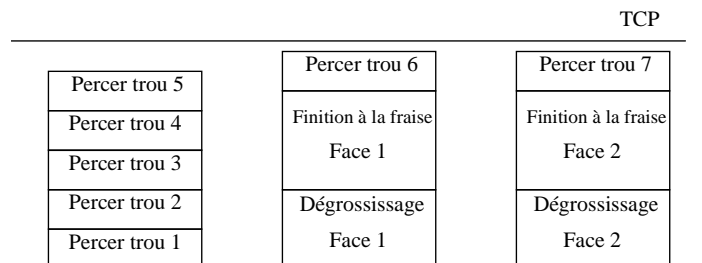 TCP
Percer trou 5
Percer trou 4
Percer trou 3
Percer trou 2
Percer trou 1
Percer trou 6
Finition à la fraise
Face 1
Dégrossissage
Face 1
Percer trou 7
Finition à la fraise
Face 2
Dégrossissage
Face 2